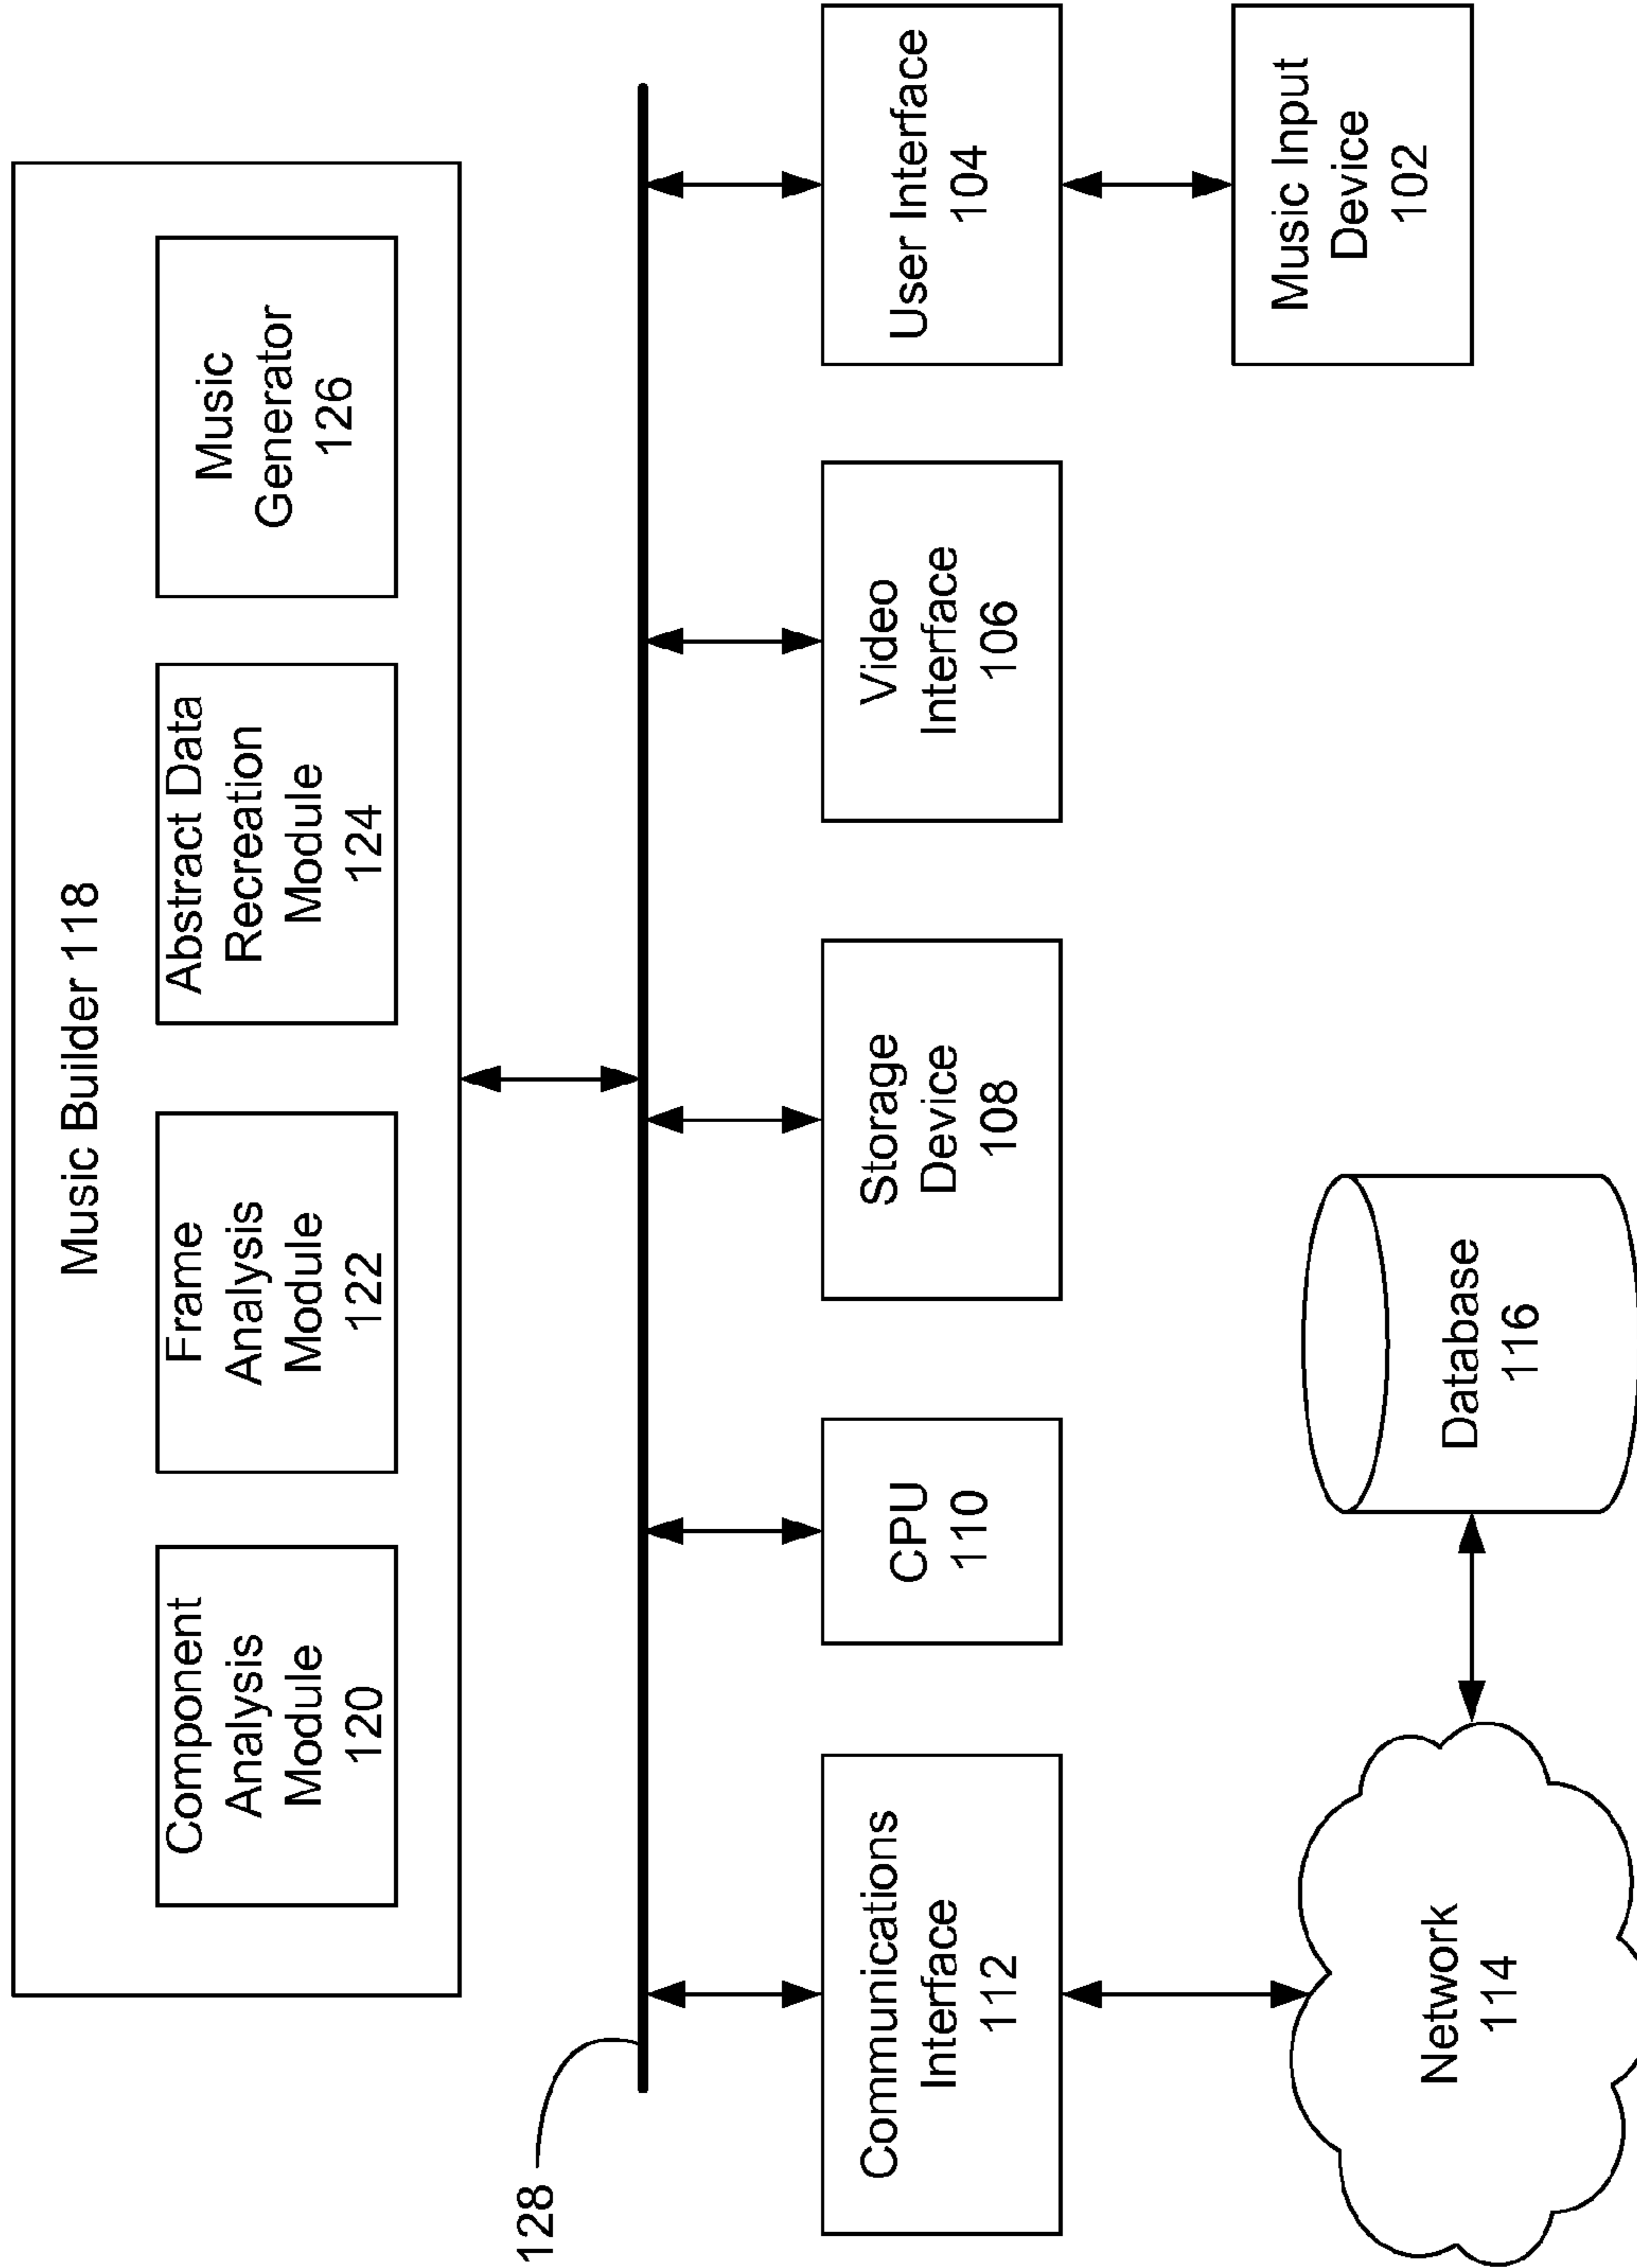 Music Builder 118
Component
Analysis
Module
120
Frame
Analysis
Module
122
Abstract Data
Recreation
Module
124
Music
Generator
126
128
Communications
Interface
112
CPU
110
Storage
Device
108
Video
Interface
106
User Interface
104
Network
114
Database
116
Music Input
Device
102